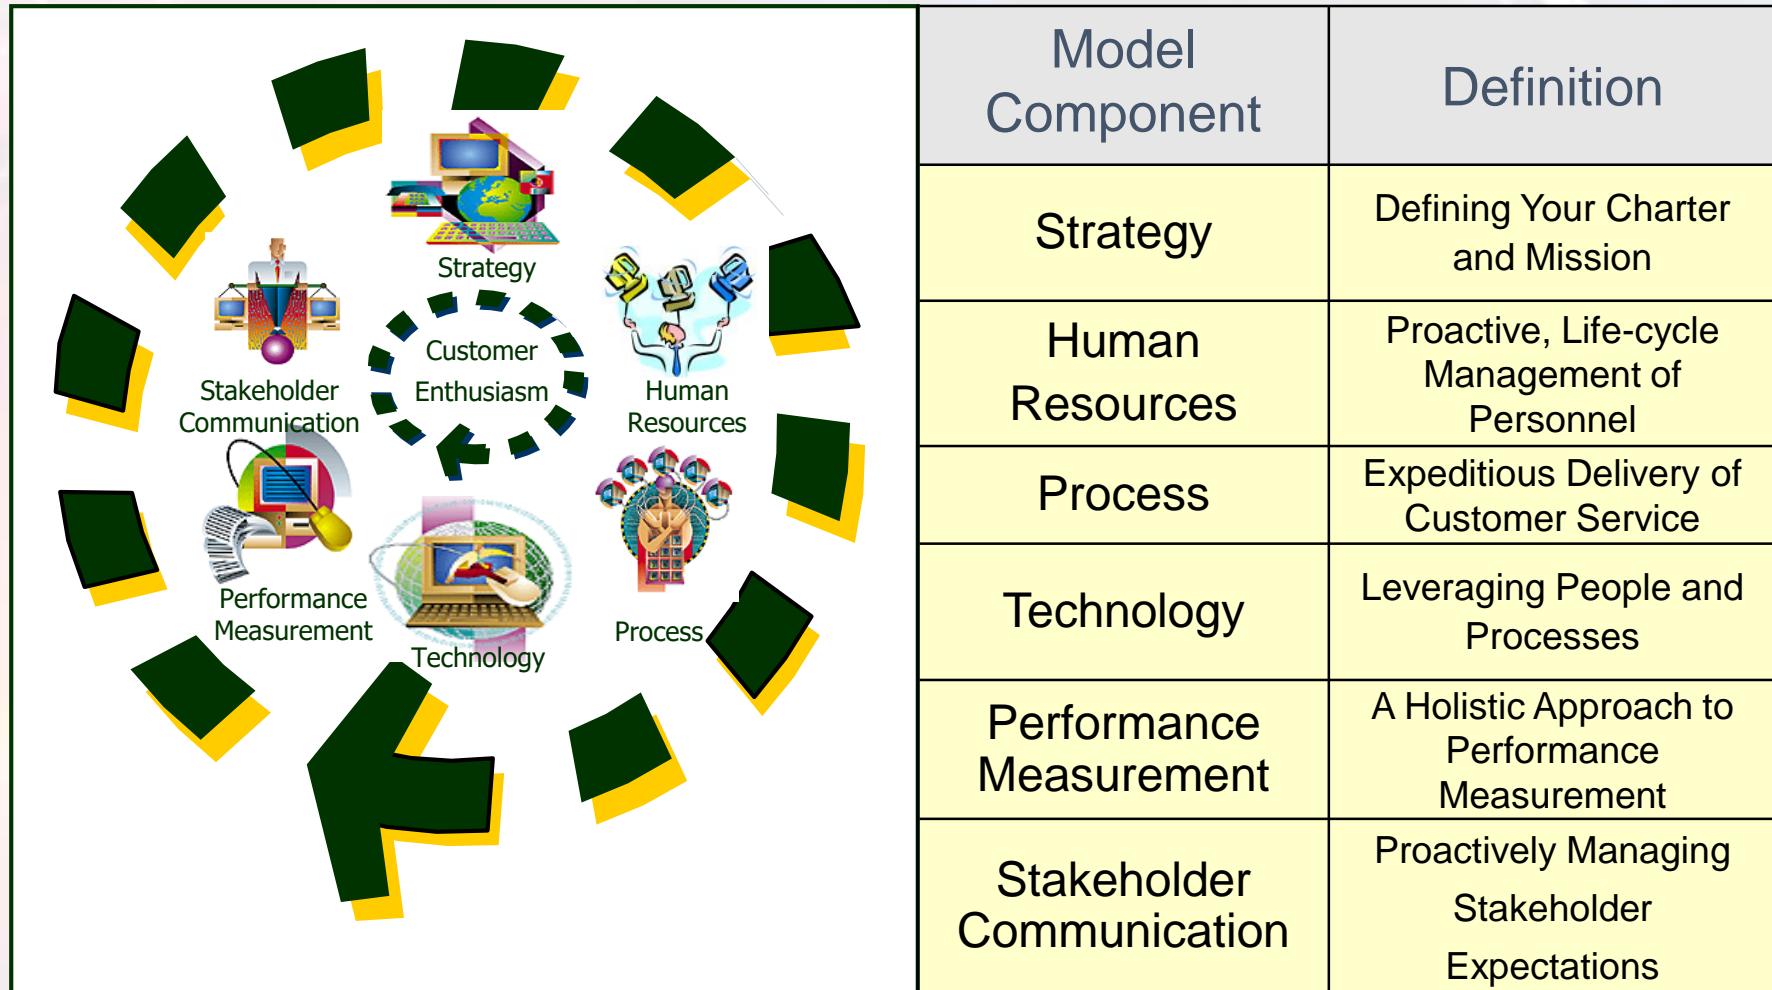 Strategy
Customer
Enthusiasm
Human
Resources
Process
Technology
Performance
Measurement
Stakeholder
Communication
Model
Component
Definition
Strategy
Defining Your Charter
and Mission
Human
Resources
Proactive, Life-cycle
Management of
Personnel
Process
Expeditious Delivery of
Customer Service
Technology
Leveraging People and
Processes
Performance
Measurement
A Holistic Approach to
Performance
Measurement
Stakeholder
Communication
Proactively Managing
Stakeholder
Expectations